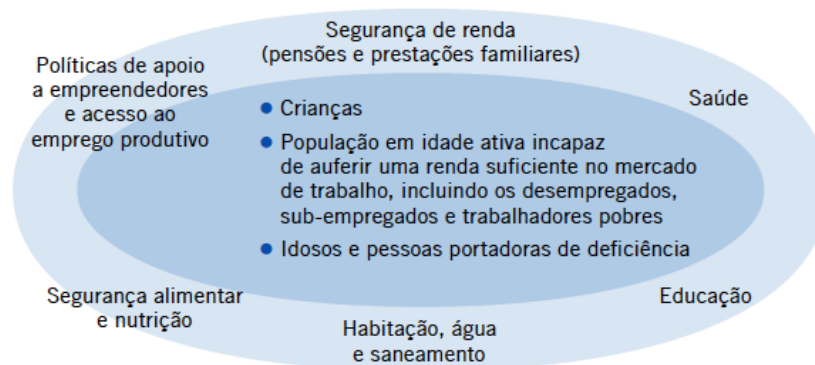 Segurança de renda
(pensões e prestações familiares)
Políticas de apoio
a empreendedores
e acesso ao
emprego produtivo
Saúde
● Crianças
● População em idade ativa incapaz
de auferir uma renda suficiente no mercado
de trabalho, incluindo os desempregados,
sub-empregados e trabalhadores pobres
● Idosos e pessoas portadoras de deficiência
Segurança alimentar
e nutrição
Educação
Habitação, água
e saneamento